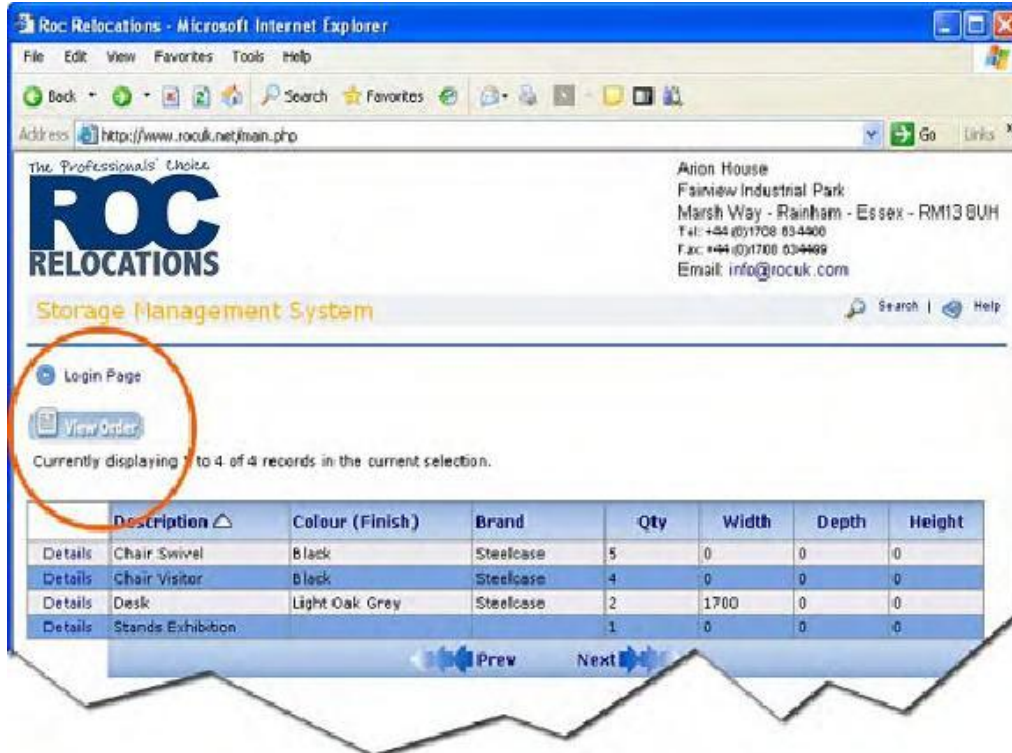 Roc Relocations - Microsoft Internet Explorer
File Edit View Favorites Tools Help
Back Search Favorites
Address http://www.rocuk.net/main.php Go Links
The Professionals' Choice
ROC
RELOCATIONS
Arion House
Fairview Industrial Park
Marsh Way - Rainham - Essex - RM13 8UH
Tel: +44 (0)1708 634400
Fax: +44 (0)1708 634499
Email: info@rocuk.com
Storage Management System
Search | Help
Login Page
View Order
Currently displaying 1 to 4 of 4 records in the current selection.
Description Colour (Finish) Brand Qty Width Depth Height
Details Chair Swivel Black Steelcase 5 0 0 0
Details Chair Visitor Black Steelcase 4 0 0 0
Details Desk Light Oak Grey Steelcase 2 1700 0 0
Details Stands Exhibition 1 0 0 0
Prev Next